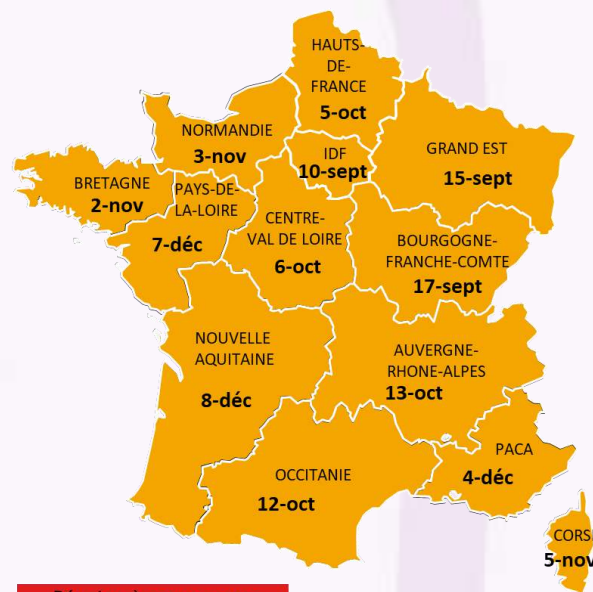 HAUTS-
DE-
FRANCE
5-oct
NORMANDIE
3-nov
IDF
10-sept
GRAND EST
15-sept
BRETAGNE
2-nov
PAYS-DE-
LA-LOIRE
7-déc
CENTRE-
VAL DE LOIRE
6-oct
BOURGOGNE-
FRANCHE-COMTE
17-sept
NOUVELLE
AQUITAINE
8-déc
AUVERGNE-
RHONE-ALPES
13-oct
OCCITANIE
12-oct
PACA
4-déc
CORS
5-nov